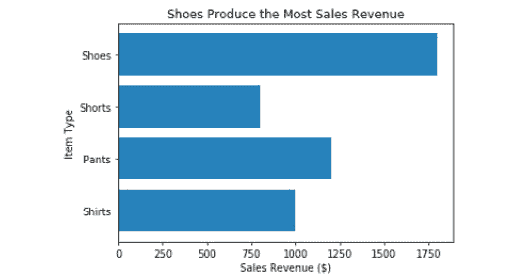 Shoes Produce the Most Sales Revenue
Item Type
Shoes
Shorts
Pants
Shirts
0 250 500 750 1000 1250 1500 1750
Sales Revenue ($)